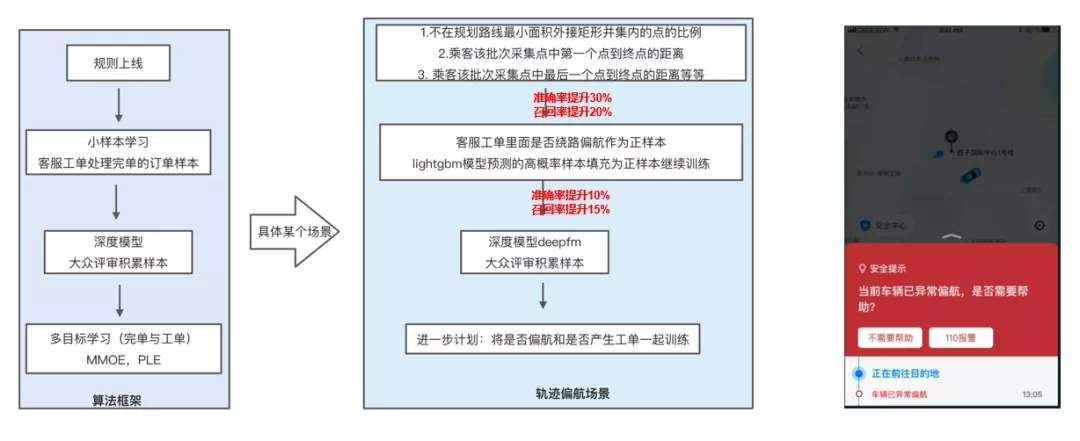 规则上线
小样本学习
客服工单处理完单的订单样本
深度模型
大众评审积累样本
多目标学习（完单与工单）
MMOE，PLE
算法框架
具体某个场景
1.不在规划路线最小面积外接矩形并集内的点的比例
2.乘客该批次采集点中第一个点到终点的距离
3. 乘客该批次采集点中最后一个点到终点的距离等等
准确率提升30%
召回率提升20%
客服工单里面是否绕路偏航作为正样本
lightgbm模型预测的高概率样本填充为正样本继续训练
准确率提升10%
召回率提升15%
深度模型deepfm
大众评审积累样本
进一步计划：将是否偏航和是否产生工单一起训练
轨迹偏航场景
9:41 AM
西子国际中心1号楼
安全中心
安全提示
当前车辆已异常偏航，是否需要帮
助?
不需要帮助
110报警
正在前往目的地
车辆已异常偏航
13:05